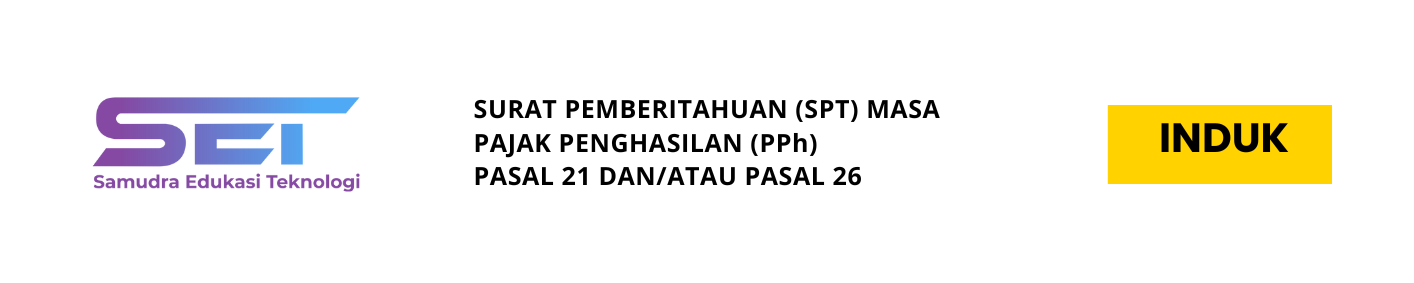 SET
Samudra Edukasi Teknologi
SURAT PEMBERITAHUAN (SPT) MASA
PAJAK PENGHASILAN (PPh)
PASAL 21 DAN/ATAU PASAL 26
INDUK